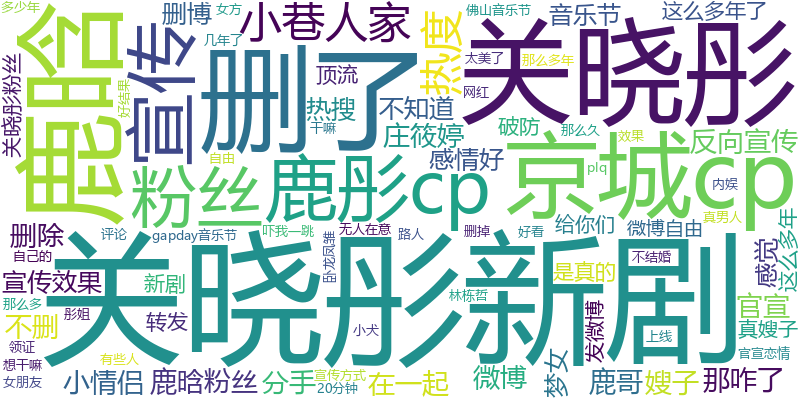 多少年
删博
女方
小巷人家
热度
佛山音乐节
音乐节
这么多年了
关晓彤粉丝
好结果
鹿晗
宣传
几年了
顶流
删了
热搜
干嘛
不知道
太美了
那么多年
网红
关晓彤
庄筱婷
破防
那么久
效果
反向宣传
自由
粉丝
鹿彤cp
感情好
京城cp
plq
内娱
真男人
删除
自己的
评论
gapday音乐节
吓我一跳
无人在意
卧龙凤雏
路人
删掉
好看
给你们
微博自由
感觉
这么多年
宣传效果
新剧
关晓彤新剧
是真的
不结婚
那么多
彤姐
不删
转发
小犬
林栋哲
发微博
上线
官宣
真嫂子
领证
有些人
想干嘛
女朋友
小情侣
鹿晗粉丝
分手
宣传方式
20分钟
在一起
微博
梦女
鹿哥
嫂子
官宣恋情
那咋了